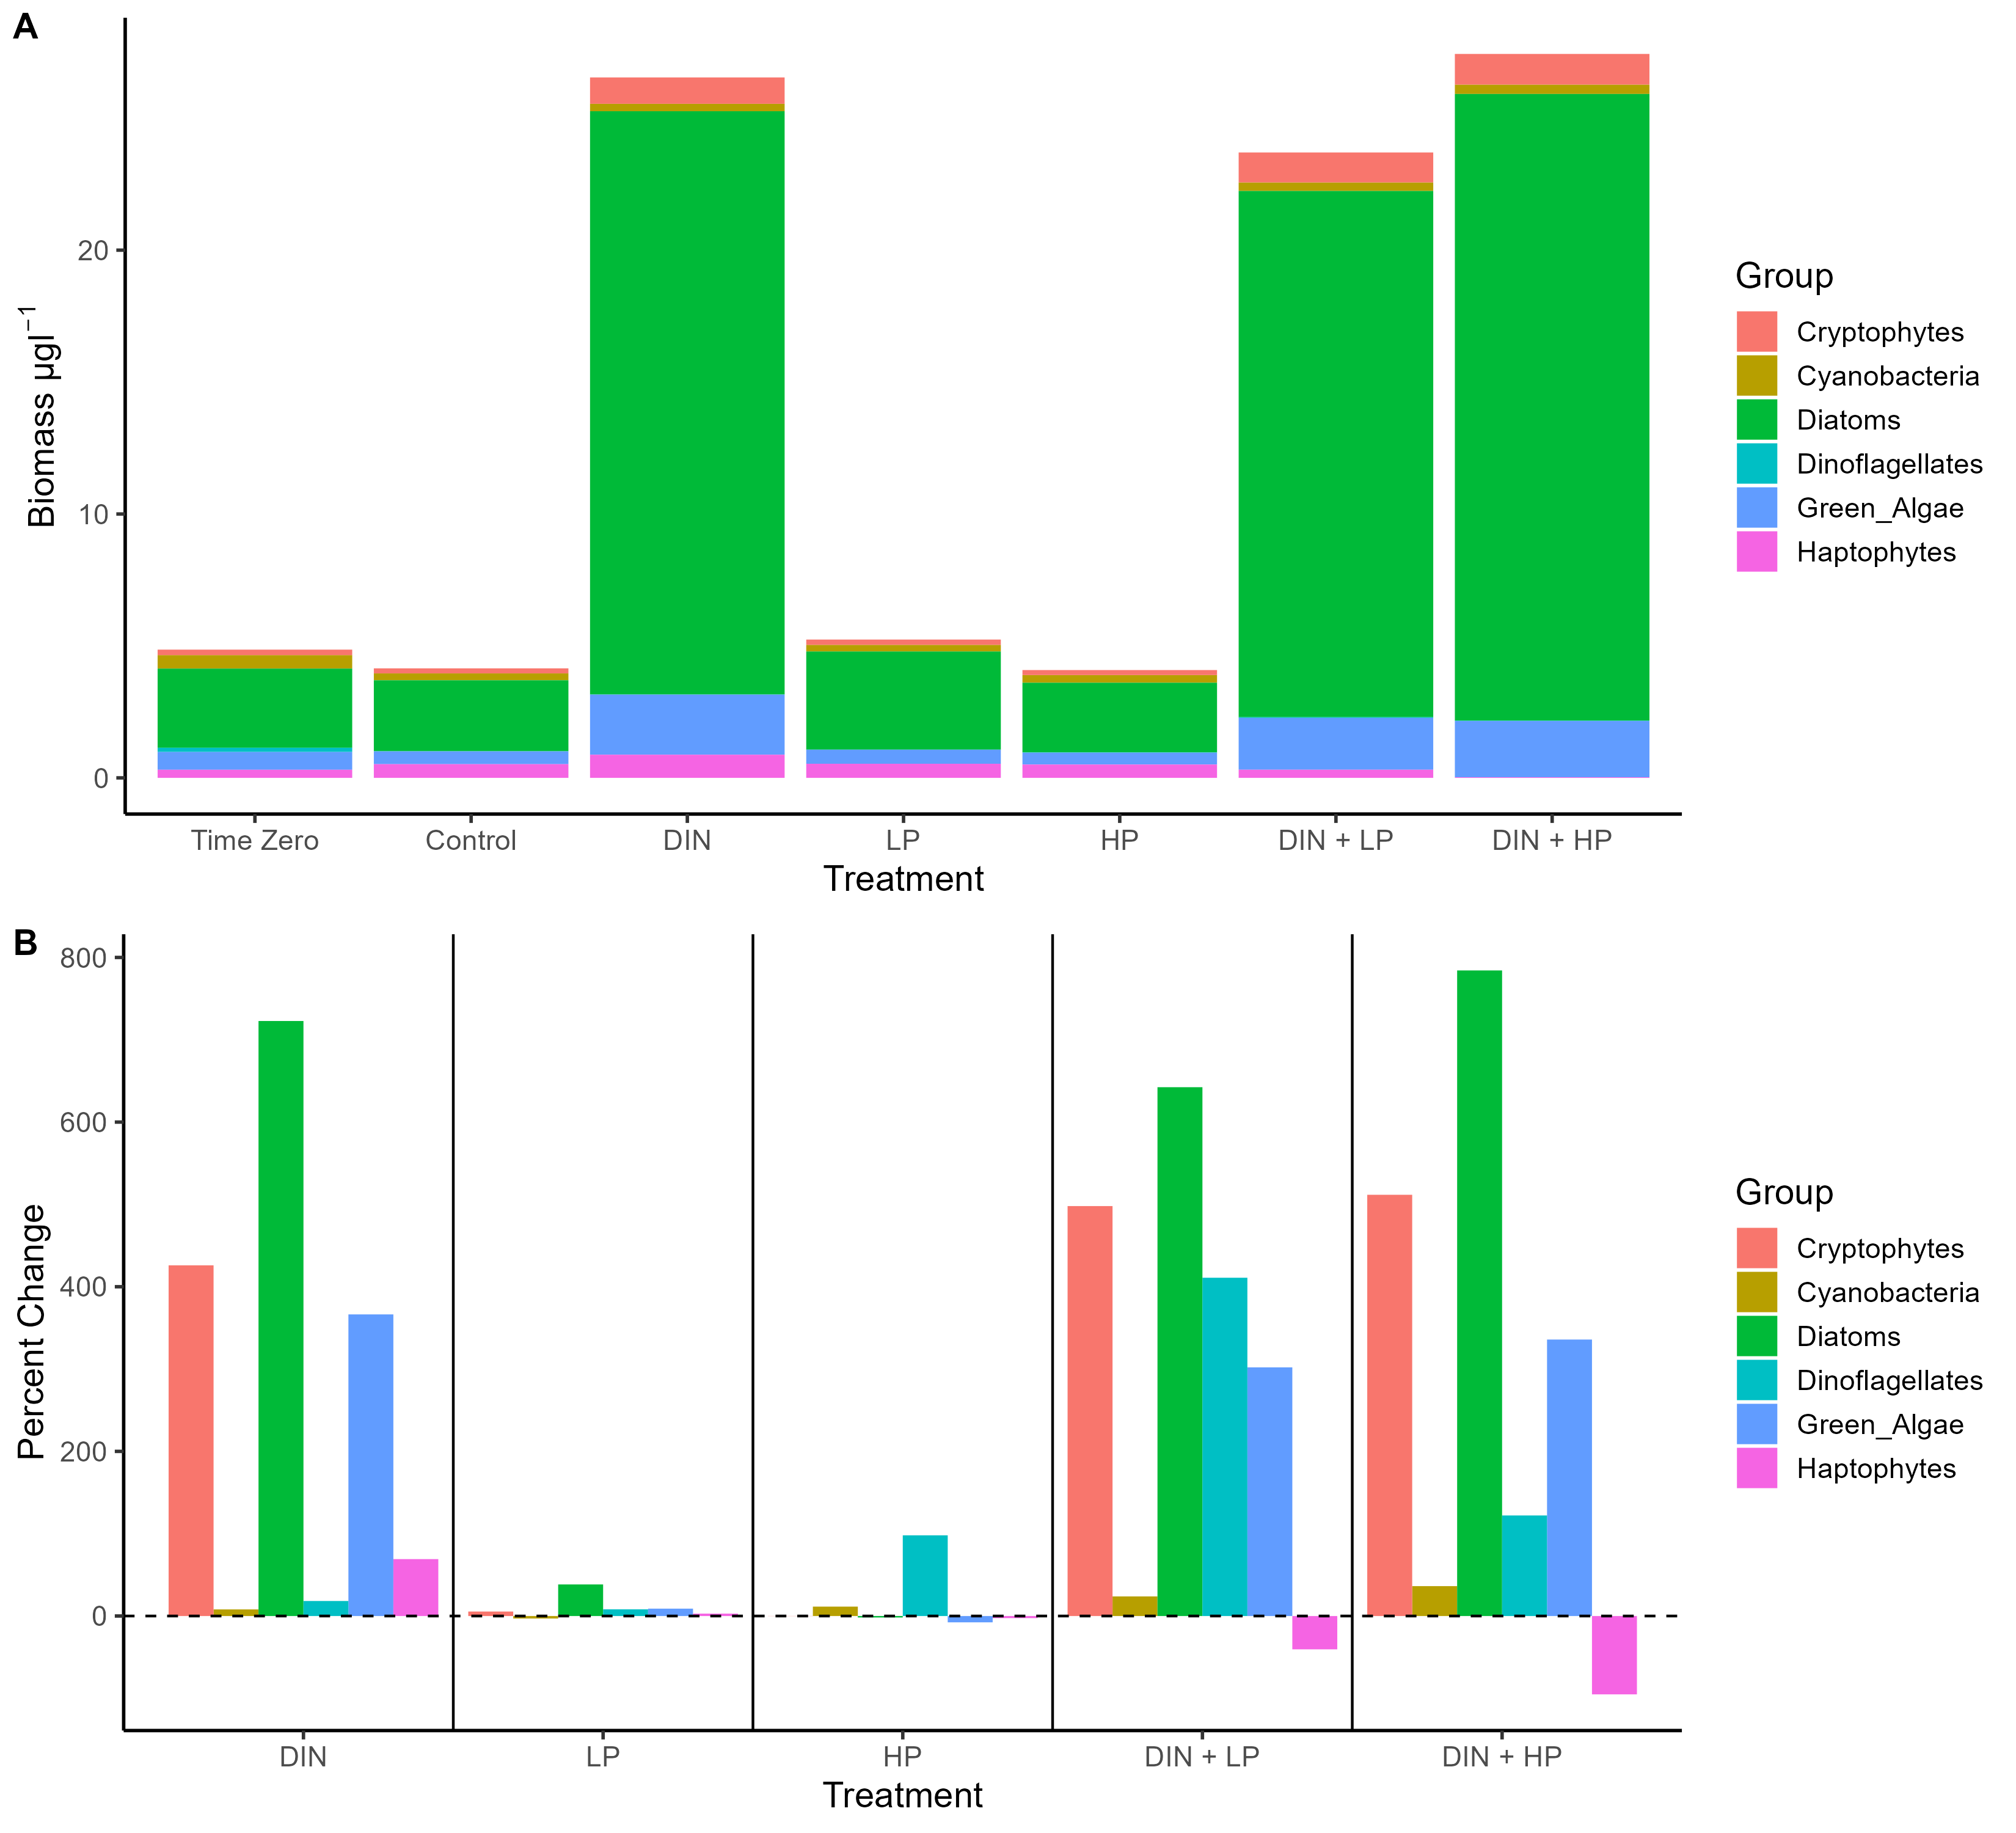 A
Biomass µgl⁻¹
20
10
0
Time Zero Control DIN LP HP DIN + LP DIN + HP
Treatment
Group
Cryptophytes
Cyanobacteria
Diatoms
Dinoflagellates
Green_Algae
Haptophytes
B
Percent Change
800
600
400
200
0
DIN LP HP DIN + LP DIN + HP
Treatment
Group
Cryptophytes
Cyanobacteria
Diatoms
Dinoflagellates
Green_Algae
Haptophytes